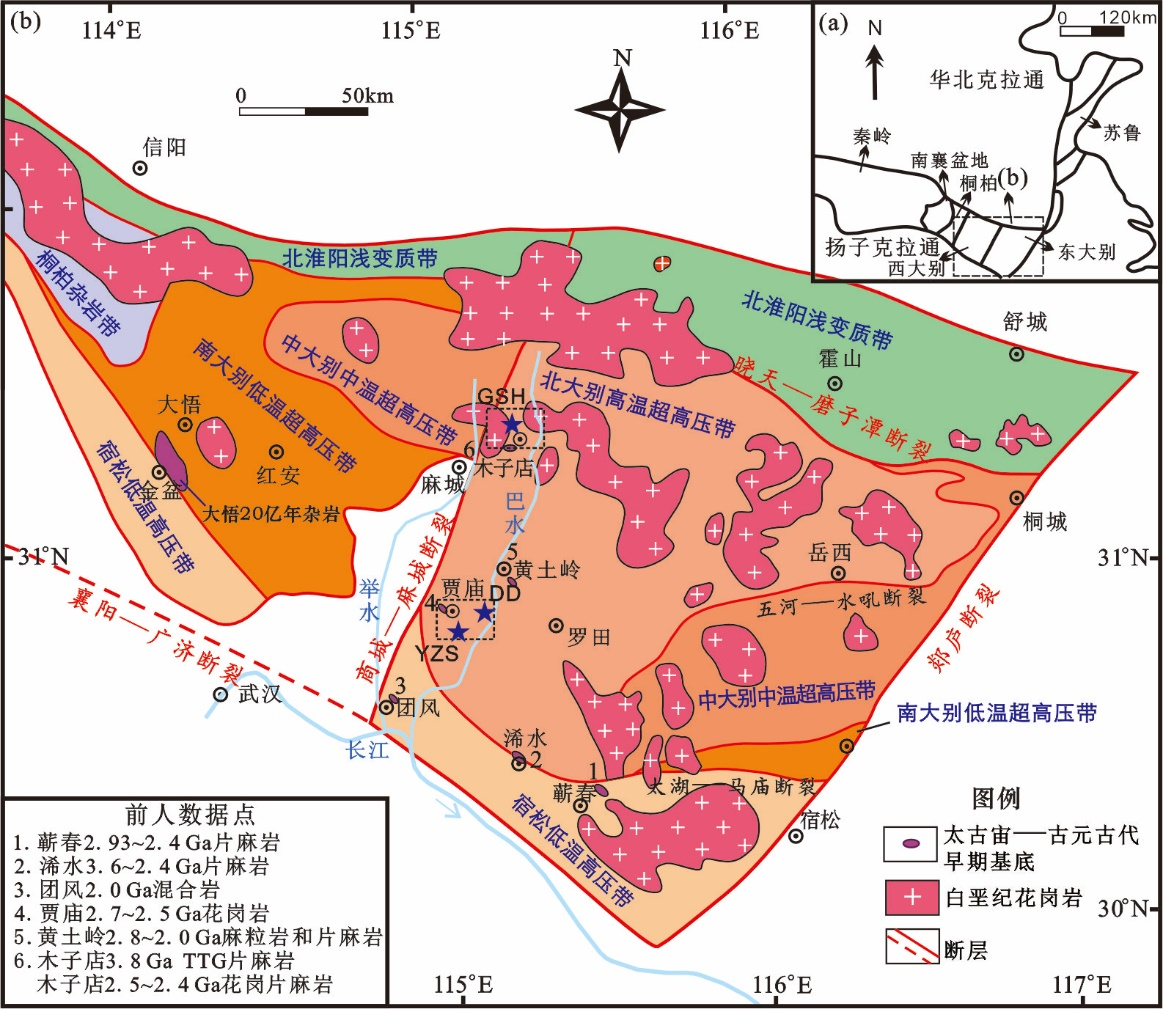 (b)
114°E
115°E
116°E
(a)
0 120km
N
华北克拉通
秦岭
苏鲁
南襄盆地
桐柏
(b)
扬子克拉通
西大别
东大别
0 50km
N
信阳
北淮阳浅变质带
桐柏杂岩带
北淮阳浅变质带
舒城
霍山
晓天——磨子潭断裂
南大别低温超高压带
中大别中温超高压带
北大别高温超高压带
GSH
大悟
红安
6
木子店
麻城
金盆
宿松低温高压带
大悟20亿年杂岩
巴水
桐城
31°N
31°N
5
黄土岭
岳西
举水
贾庙
DD
4
YZS
商城——麻城断裂
襄阳——广济断裂
五河——水吼断裂
郯庐断裂
罗田
武汉
3
团风
中大别中温超高压带
南大别低温超高压带
长江
浠水
2
1
蕲春
太湖——马庙断裂
宿松低温高压带
宿松
前人数据点
1. 蕲春2.93~2.4Ga片麻岩
2. 浠水3.6~2.4Ga片麻岩
3. 团风2.0Ga混合岩
4. 贾庙2.7~2.5Ga花岗岩
5. 黄土岭2.8~2.0Ga麻粒岩和片麻岩
6. 木子店3.8Ga TTG片麻岩
木子店2.5~2.4Ga花岗片麻岩
图例
太古宙——古元古代
早期基底
白垩纪花岗岩
断层
30°N
115°E
116°E
117°E